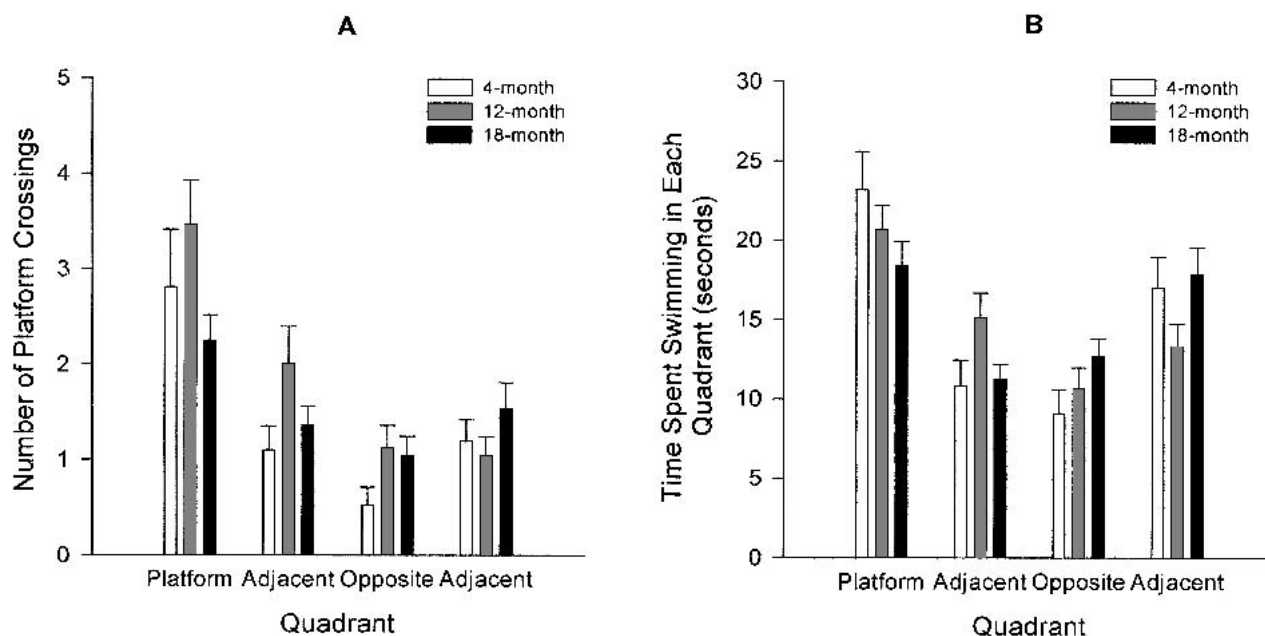 A
Number of Platform Crossings
5
4
3
2
1
0
4-month
12-month
18-month
Platform Adjacent Opposite Adjacent
Quadrant
B
Time Spent Swimming in Each
Quadrant (seconds)
30
25
20
15
10
5
0
4-month
12-month
18-month
Platform Adjacent Opposite Adjacent
Quadrant